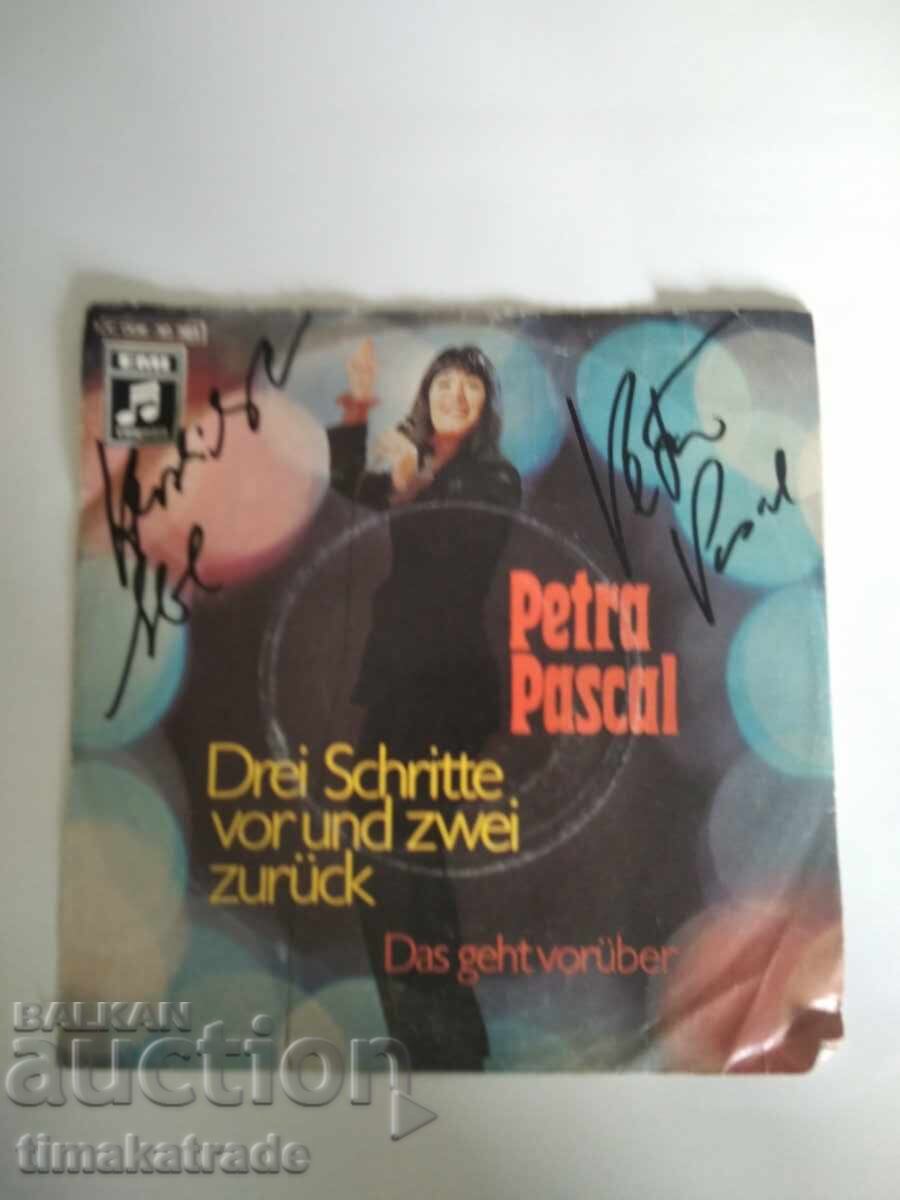 EMI
Petra
Pascal
Drei Schritte
vor und zwei
zurück
Das geht vorüber
BALKAN
auction
timakatrade